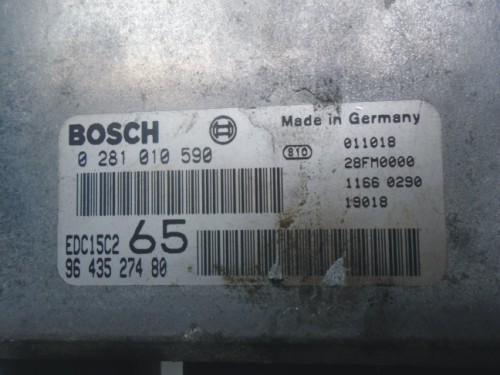 BOSCH
0 281 010 590
EDC15C2 65
96 435 274 80
Made in Germany
810
011018
28FM0000
1166 0290
19018